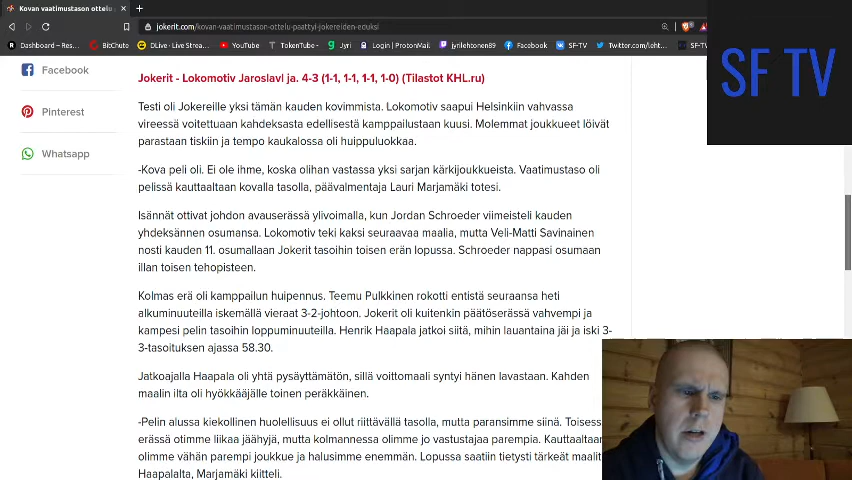 Kovan vaatimustason ottelu
jokerit.com/kovan-vaatimustason-ottelu-paattyi-jokereiden-eduksi
Dashboard – Res... BitChute DLive · Live Stream... YouTube TokenTube Jyri Login | ProtonMail jyrilehtonen89 Facebook SF-TV Twitter.com/leht... SF-TV
SF TV
Facebook
Pinterest
Whatsapp
Jokerit - Lokomotiv Jaroslavl ja. 4-3 (1-1, 1-1, 1-1, 1-0) (Tilastot KHL.ru)
Testi oli Jokereille yksi tämän kauden kovimmista. Lokomotiv saapui Helsinkiin vahvassa
vireessä voitettuaan kahdeksasta edellisestä kamppailustaan kuusi. Molemmat joukkueet löivät
parastaan tiskiin ja tempo kaukalossa oli huippuluokkaa.
-Kova peli oli. Ei ole ihme, koska olihan vastassa yksi sarjan kärkijoukkueista. Vaatimustaso oli
pelissä kauttaaltaan kovalla tasolla, päävalmentaja Lauri Marjamäki totesi.
Isännät ottivat johdon avauserässä ylivoimalla, kun Jordan Schroeder viimeisteli kauden
yhdeksännen osumansa. Lokomotiv teki kaksi seuraavaa maalia, mutta Veli-Matti Savinainen
nosti kauden 11. osumallaan Jokerit tasoihin toisen erän lopussa. Schroeder nappasi osumaan
illan toisen tehopisteen.
Kolmas erä oli kamppailun huipennus. Teemu Pulkkinen rokotti entistä seuraansa heti
alkuminuuteilla iskemällä vieraat 3-2-johtoon. Jokerit oli kuitenkin päätöserässä vahvempi ja
kampesi pelin tasoihin loppuminuuteilla. Henrik Haapala jatkoi siitä, mihin lauantaina jäi ja iski 3-
3-tasoituksen ajassa 58.30.
Jatkoajalla Haapala oli yhtä pysäyttämätön, sillä voittomaali syntyi hänen lavastaan. Kahden
maalin ilta oli hyökkääjälle toinen peräkkäinen.
-Pelin alussa kiekollinen huolellisuus ei ollut riittävällä tasolla, mutta paransimme siinä. Toisess
erässä otimme liikaa jäähyjä, mutta kolmannessa olimme jo vastustajaa parempia. Kauttaaltaan
olimme vähän parempi joukkue ja halusimme enemmän. Lopussa saatiin tietysti tärkeät maalit
Haapalalta, Marjamäki kiitteli.